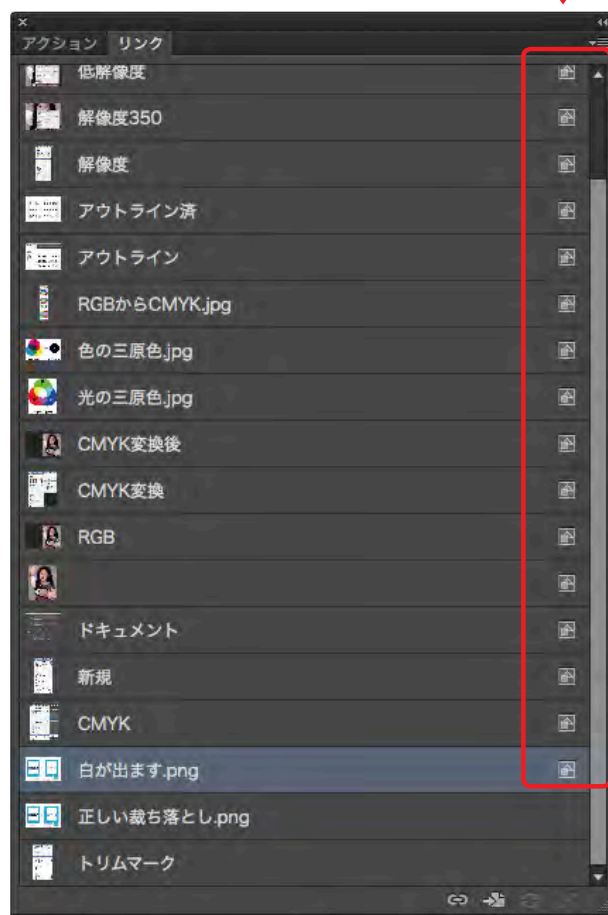 アクション リンク
低解像度
解像度350
解像度
アウトライン済
アウトライン
RGBからCMYK.jpg
色の三原色.jpg
光の三原色.jpg
CMYK変換後
CMYK変換
RGB
ドキュメント
新規
CMYK
白が出ます.png
正しい裁ち落とし.png
トリムマーク